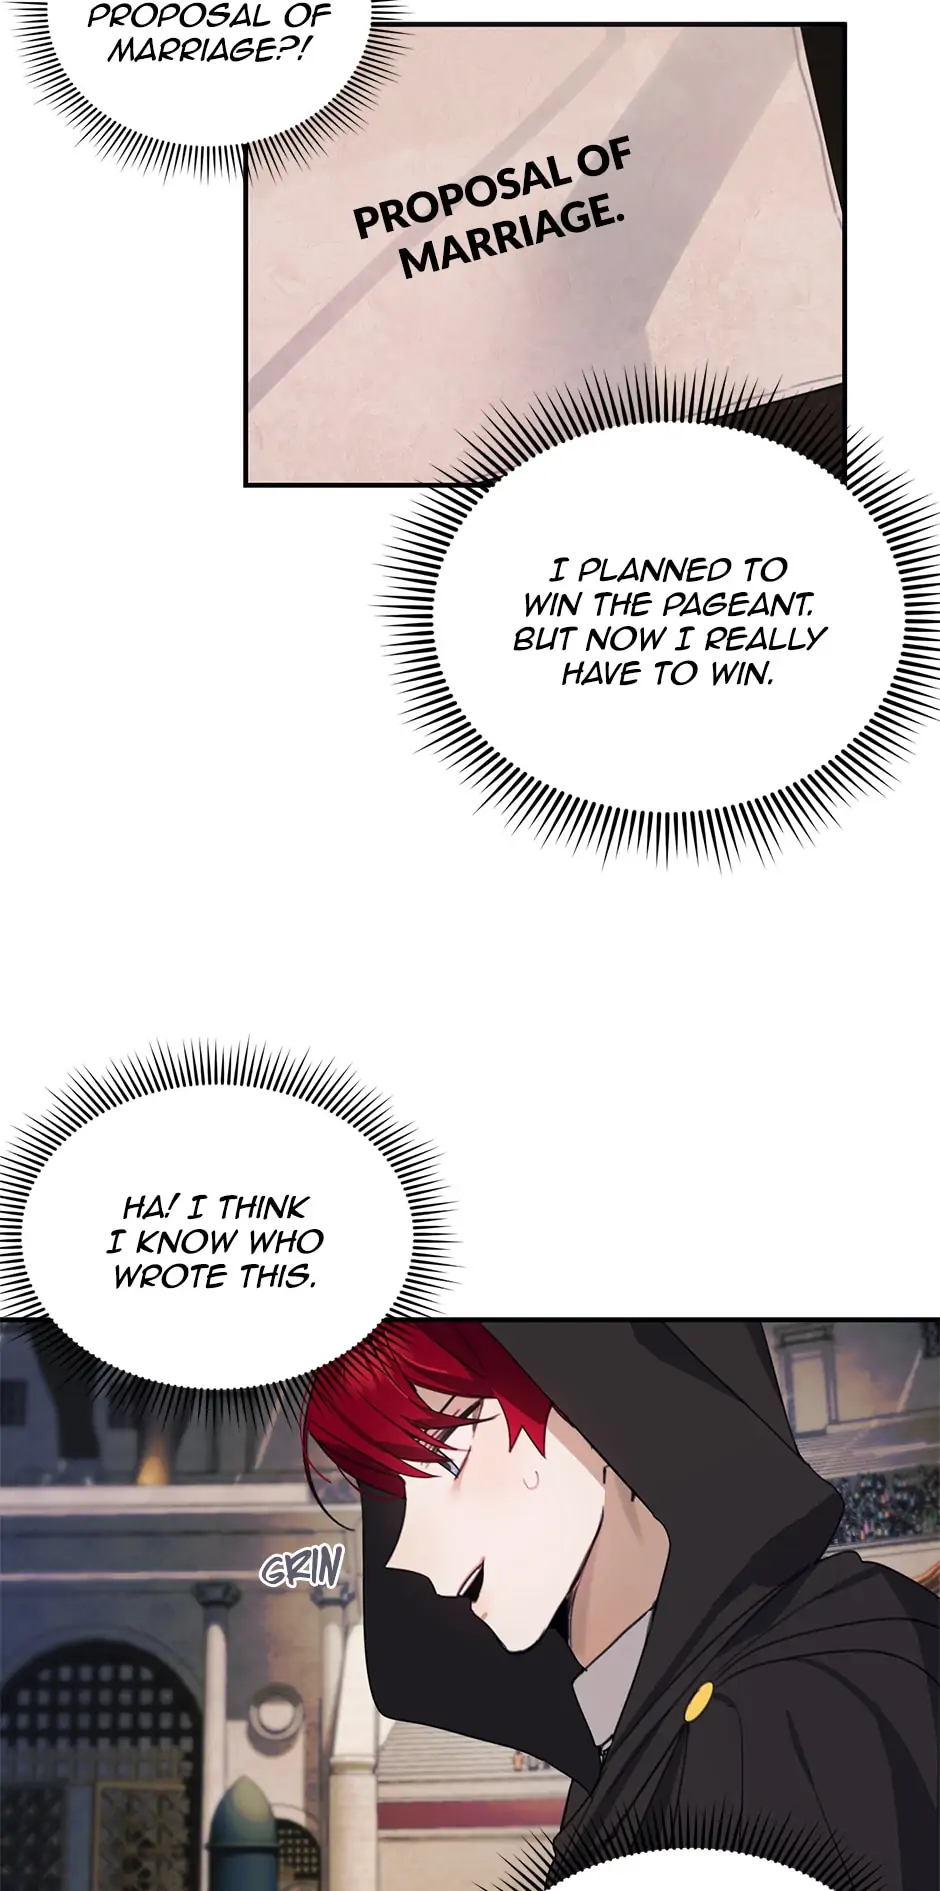 PROPOSAL OF
MARRIAGE?!
PROPOSAL OF
MARRIAGE.
I PLANNED TO
WIN THE PAGEANT.
BUT NOW I REALLY
HAVE TO WIN.
HA! I THINK
I KNOW WHO
WROTE THIS.
GRIN